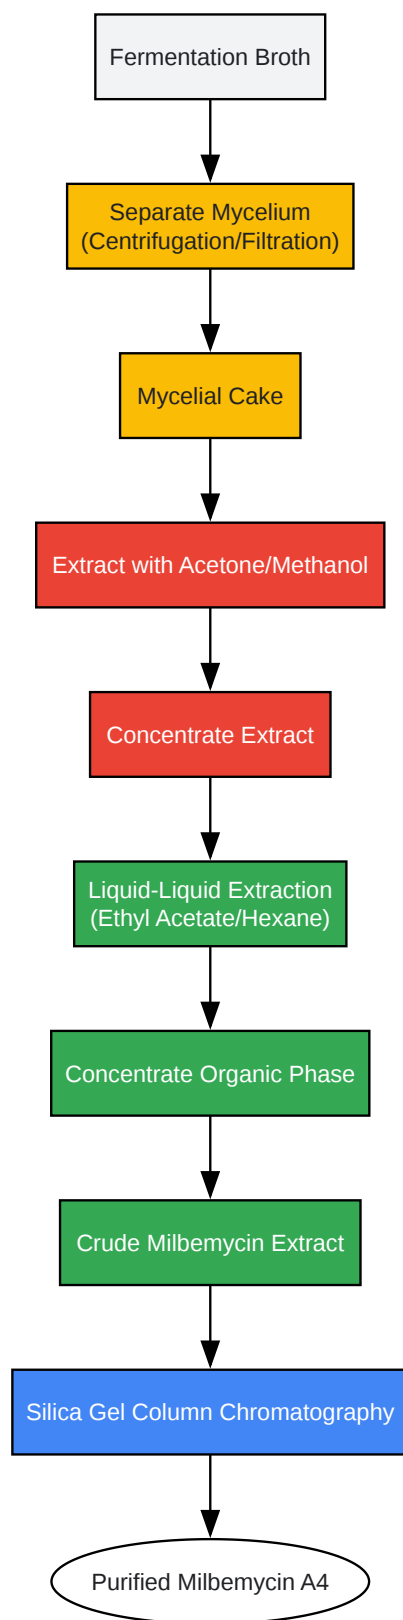 Fermentation Broth
Separate Mycelium
(Centrifugation/Filtration)
Mycelial Cake
Extract with Acetone/Methanol
Concentrate Extract
Liquid-Liquid Extraction
(Ethyl Acetate/Hexane)
Concentrate Organic Phase
Crude Milbemycin Extract
Silica Gel Column Chromatography
Purified Milbemycin A4